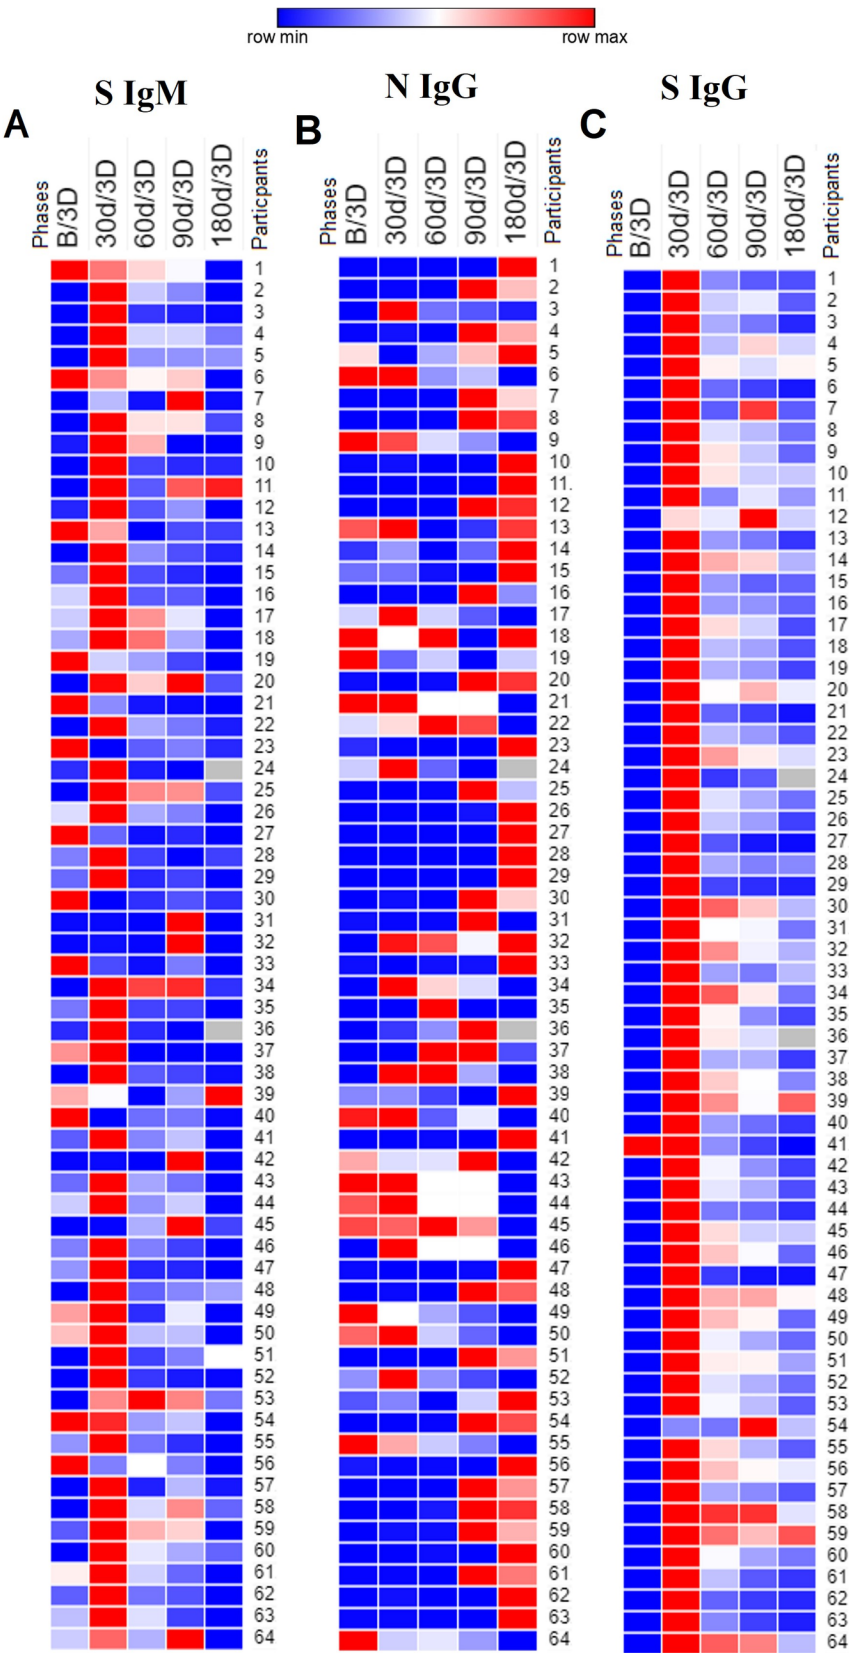 row min row max
S IgM N IgG S IgG
A B C
Phases B/3D 30d/3D 60d/3D 90d/3D 180d/3D Particpants
Phases B/3D 30d/3D 60d/3D 90d/3D 180d/3D Participants
Phases B/3D 30d/3D 60d/3D 90d/3D 180d/3D Participants
1 1 1
2 2 2
3 3 3
4 4 4
5 5 5
6 6 6
7 7 7
8 8 8
9 9 9
10 10 10
11 11. 11
12 12 12
13 13 13
14 14 14
15 15 15
16 16 16
17 17 17
18 18 18
19 19 19
20 20 20
21 21 21
22 22 22
23 23 23
24 24 24
25 25 25
26 26 26
27 27 27
28 28 28
29 29 29
30 30 30
31 31 31
32 32 32
33 33 33
34 34 34
35 35 35
36 36 36
37 37 37
38 38 38
39 39 39
40 40 40
41 41 41
42 42 42
43 43 43
44 44 44
45 45 45
46 46 46
47 47 47
48 48 48
49 49 49
50 50 50
51 51 51
52 52 52
53 53 53
54 54 54
55 55 55
56 56 56
57 57 57
58 58 58
59 59 59
60 60 60
61 61 61
62 62 62
63 63 63
64 64 64